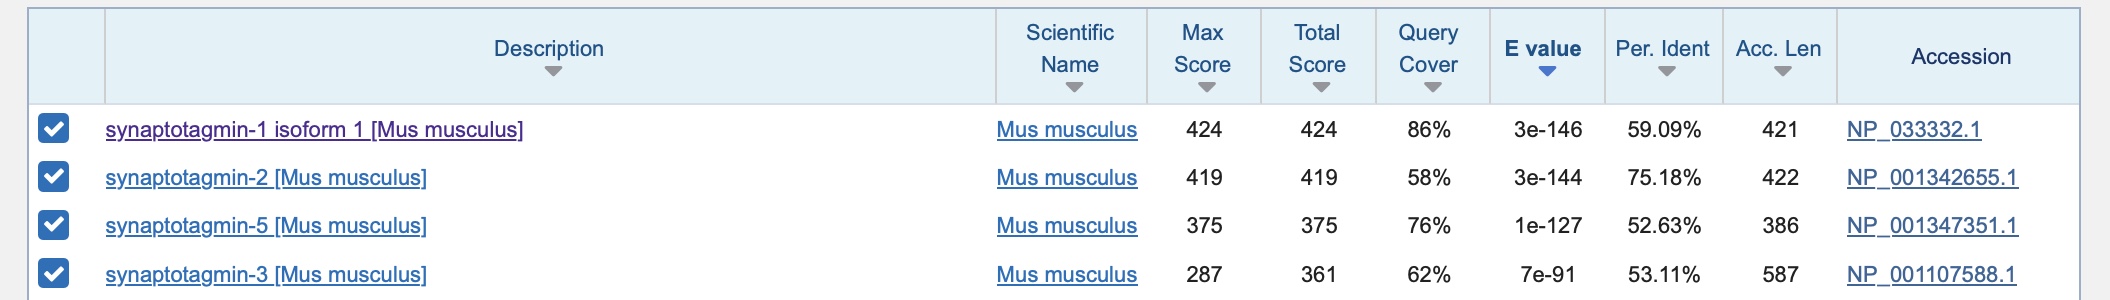 Description Scientific Name Max Score Total Score Query Cover E value Per. Ident Acc. Len Accession
synaptotagmin-1 isoform 1 [Mus musculus] Mus musculus 424 424 86% 3e-146 59.09% 421 NP_033332.1
synaptotagmin-2 [Mus musculus] Mus musculus 419 419 58% 3e-144 75.18% 422 NP_001342655.1
synaptotagmin-5 [Mus musculus] Mus musculus 375 375 76% 1e-127 52.63% 386 NP_001347351.1
synaptotagmin-3 [Mus musculus] Mus musculus 287 361 62% 7e-91 53.11% 587 NP_001107588.1